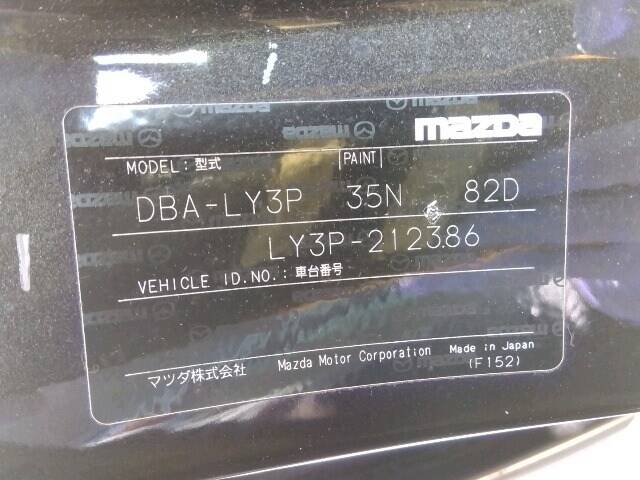 mazda
MODEL:型式 PAINT
DBA-LY3P 35N 82D
LY3P-212386
VEHICLE ID.NO.:車台番号
マツダ株式会社 Mazda Motor Corporation Made in Japan
(F152)